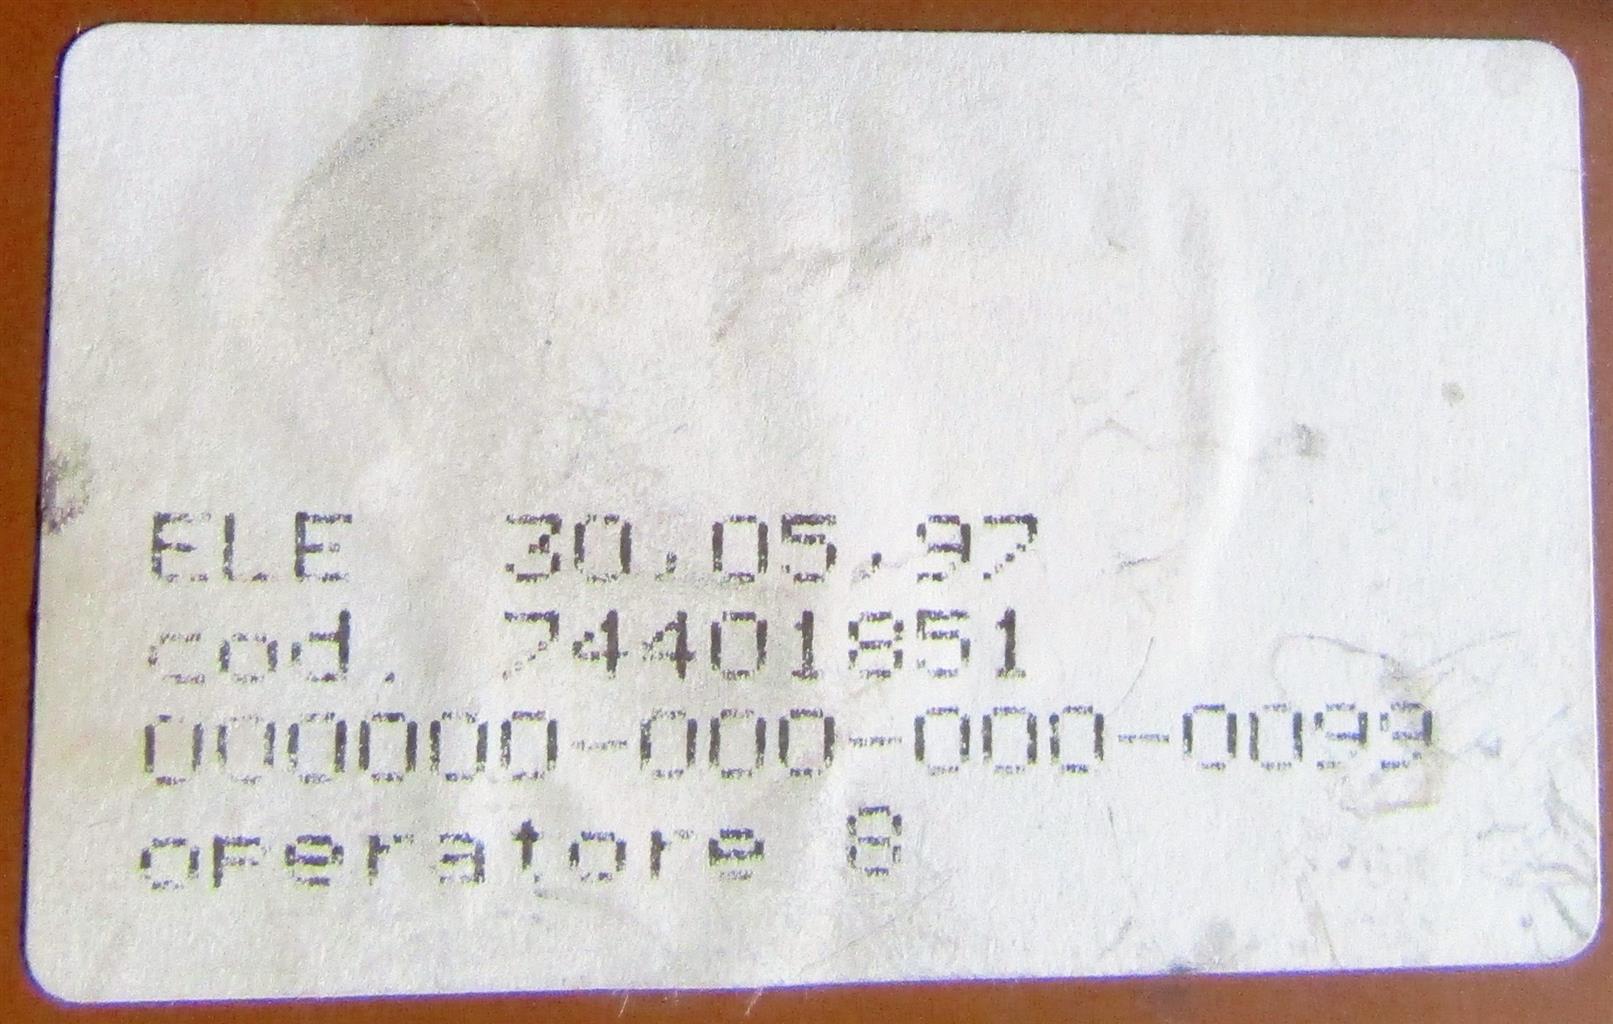 ELE 30.05.97
cod. 74401851
000000-000-000-0099
operatore 8